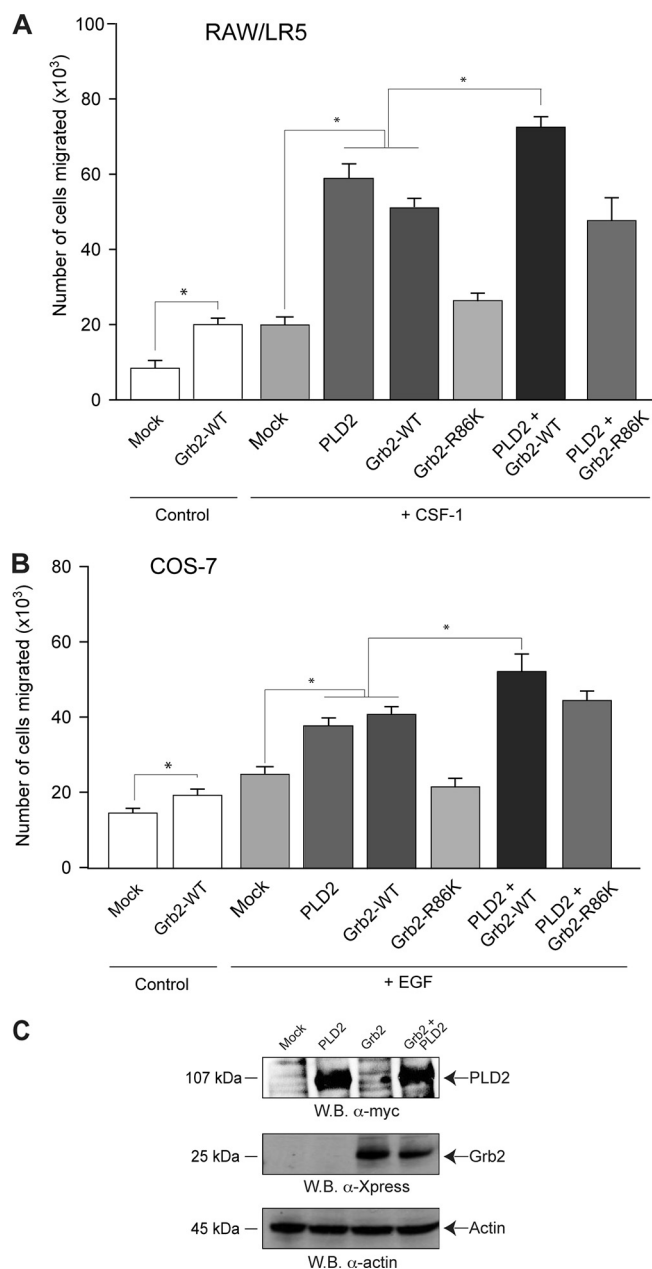 A
RAW/LR5
Number of cells migrated (x10³)
100
80
60
40
20
0
*
*
*
Mock
Grb2-WT
Mock
PLD2
Grb2-WT
Grb2-R86K
PLD2 +
Grb2-WT
PLD2 +
Grb2-R86K
Control
+ CSF-1
B
COS-7
Number of cells migrated (x10³)
80
60
40
20
0
*
*
*
Mock
Grb2-WT
Mock
PLD2
Grb2-WT
Grb2-R86K
PLD2 +
Grb2-WT
PLD2 +
Grb2-R86K
Control
+ EGF
C
Mock
PLD2
Grb2
Grb2 +
PLD2
107 kDa
PLD2
W.B. α-myc
25 kDa
Grb2
W.B. α-Xpress
45 kDa
Actin
W.B. α-actin